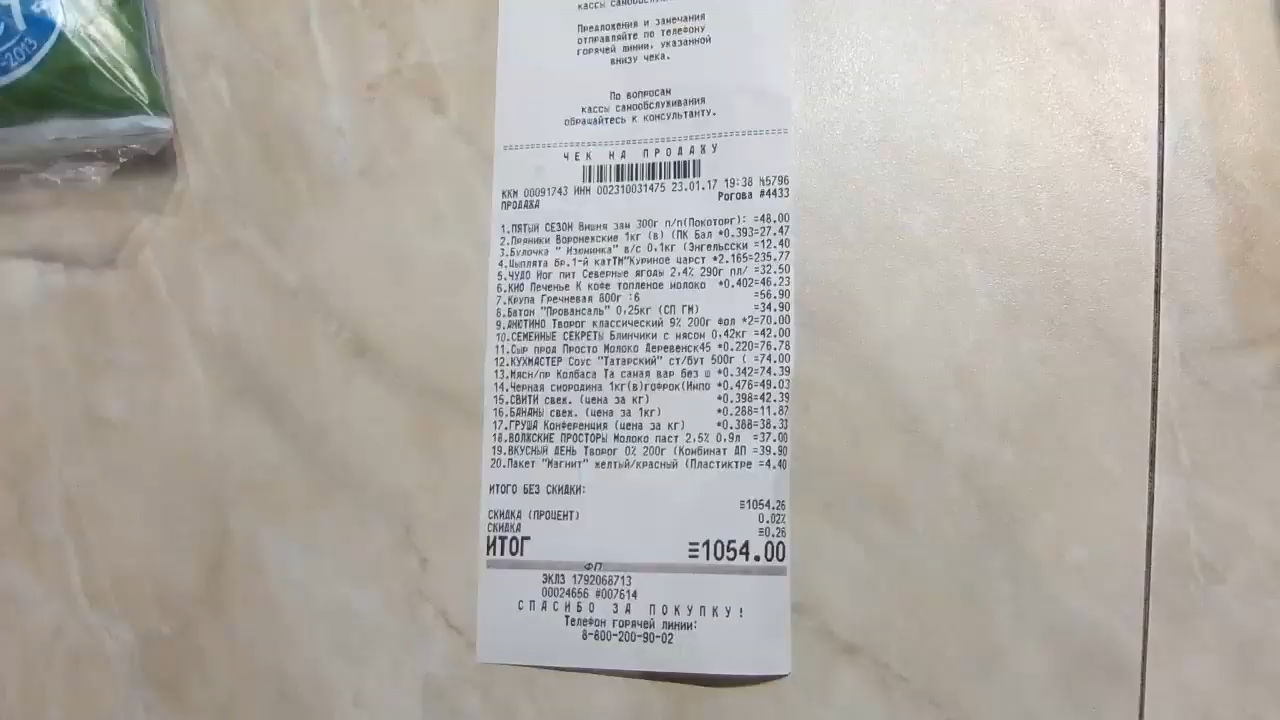 кассы самообслуживания
Предложения и замечания
отправляйте по телефону
горячей линии, указанной
внизу чека.
По вопросам
кассы самообслуживания
обращайтесь к консультанту.
ЧЕК НА ПРОДАЖУ
ККМ 00091743 ИНН 002310031475 23.01.17 19:38 №5796
ПРОДАЖА Рогова #4433
1.ПЯТЫЙ СЕЗОН Вишня зам 300г п/п(Покоторг): =48.00
2.Пряники Воронежские 1кг (в) (ПК Бал *0.393=27.47
3.Булочка " Изюминка" в/с 0,1кг (Энгельсски =12.40
4.Цыплята бр.1-й катТМ"Куриное царст *2.165=235.77
5.ЧУДО Йог пит Северные ягоды 2.4% 290г пл/ =32.50
6.КИО Печенье К кофе топленое молоко *0.402=46.23
7.Крупа Гречневая 800г :6 =56.90
8.Батон "Провансаль" 0,25кг (СП ГМ) =34.90
9.АНЮТИНО Творог классический 9% 200г фол *2=70.00
10.СЕМЕЙНЫЕ СЕКРЕТЫ Блинчики с мясом 0,42кг =42.00
11.Сыр прод Просто Молоко Деревенск45 *0.220=76.78
12.КУХМАСТЕР Соус "Татарский" ст/бут 500г ( =74.00
13.Мясн/пр Колбаса Та самая вар без ш *0.342=74.39
14.Черная смородина 1кг(в)гофрок(Импо *0.476=49.03
15.СВИТИ свеж. (цена за кг) *0.398=42.39
16.БАНАНЫ свеж. (цена за 1кг) *0.288=11.87
17.ГРУША Конференция (цена за кг) *0.388=38.33
18.ВОЛЖСКИЕ ПРОСТОРЫ Молоко паст 2,5% 0,9л =37.00
19.ВКУСНЫЙ ДЕНЬ Творог 0% 200г (Комбинат ДП =39.90
20.Пакет "Магнит" желтый/красный (Пластиктре =4.40
ИТОГО БЕЗ СКИДКИ: ≡1054.26
СКИДКА (ПРОЦЕНТ) 0.02%
СКИДКА ≡0.26
ИТОГ ≡1054.00
ФП
ЭКЛЗ 1792068713
00024656 #007614
СПАСИБО ЗА ПОКУПКУ!
Телефон горячей линии:
8-800-200-90-02